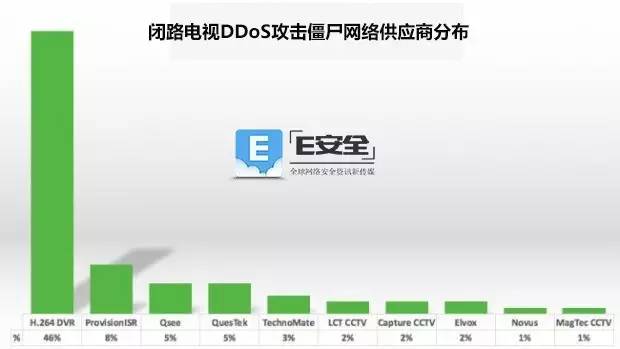 闭路电视DDoS攻击僵尸网络供应商分布
E
「E安全」
全球网络安全资讯新传媒
H.264 DVR ProvisionISR Qsee QuesTek TechnoMate LCT CCTV Capture CCTV Elvox Novus MagTec CCTV
% 46% 8% 5% 5% 3% 2% 2% 2% 1% 1%